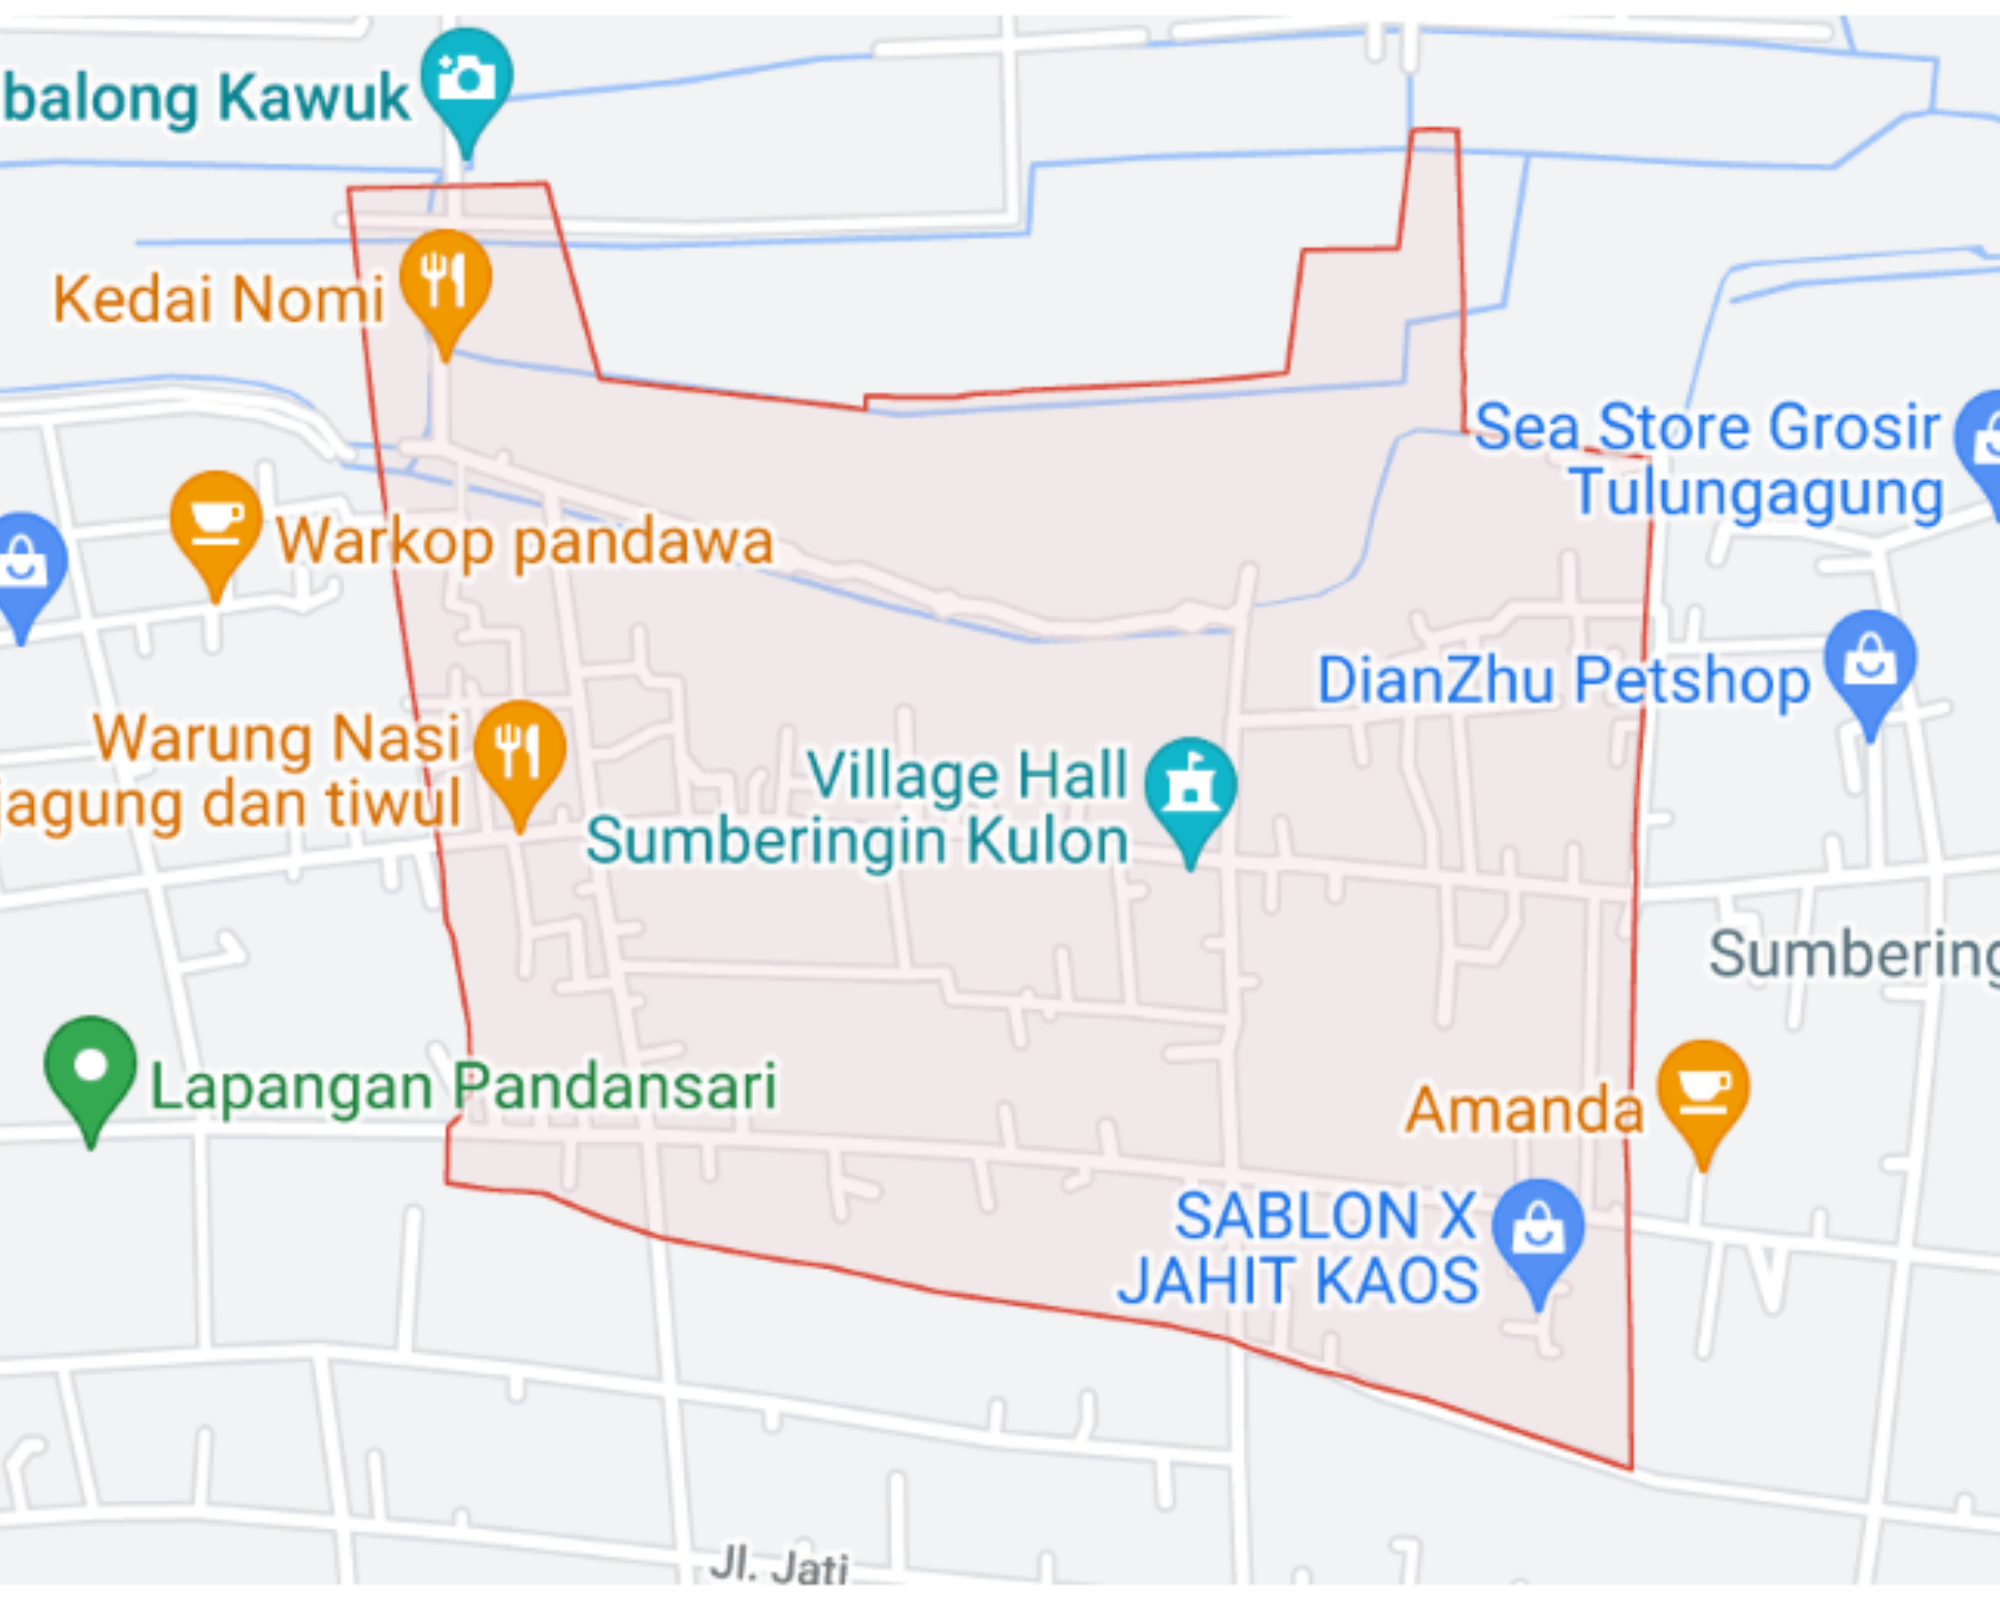 balong Kawuk
Kedai Nomi
Sea Store Grosir
Tulungagung
Warkop pandawa
DianZhu Petshop
Warung Nasi
jagung dan tiwul
Village Hall
Sumberingin Kulon
Sumbering
Lapangan Pandansari
Amanda
SABLON X
JAHIT KAOS
Jl. Jati